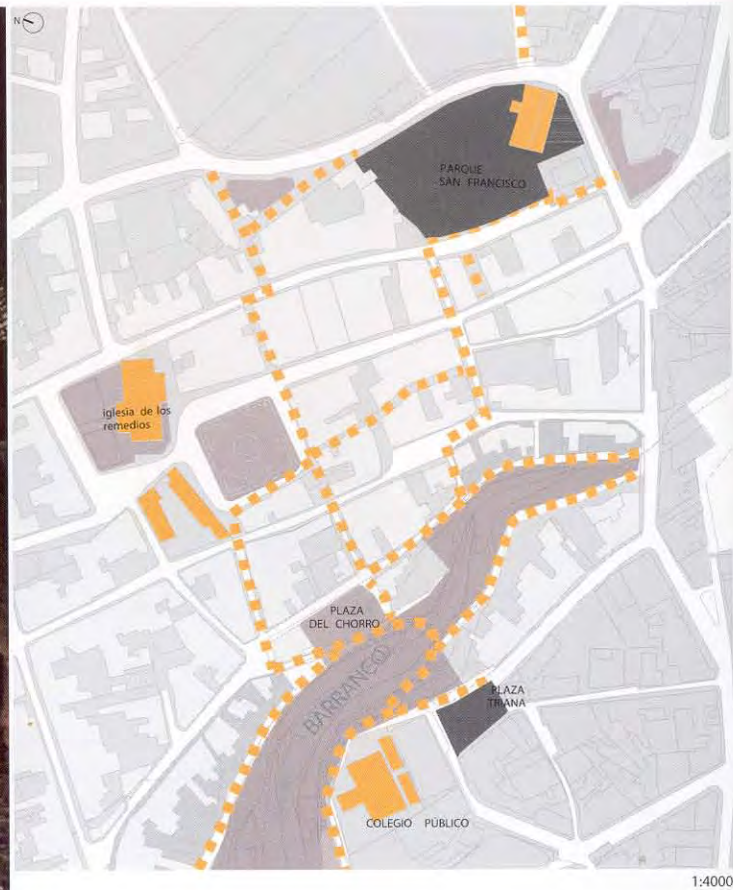 N
PARQUE
SAN FRANCISCO
iglesia de los
remedios
PLAZA
DEL CHORRO
BARRANCO
PLAZA
TRIANA
COLEGIO PÚBLICO
1:4000